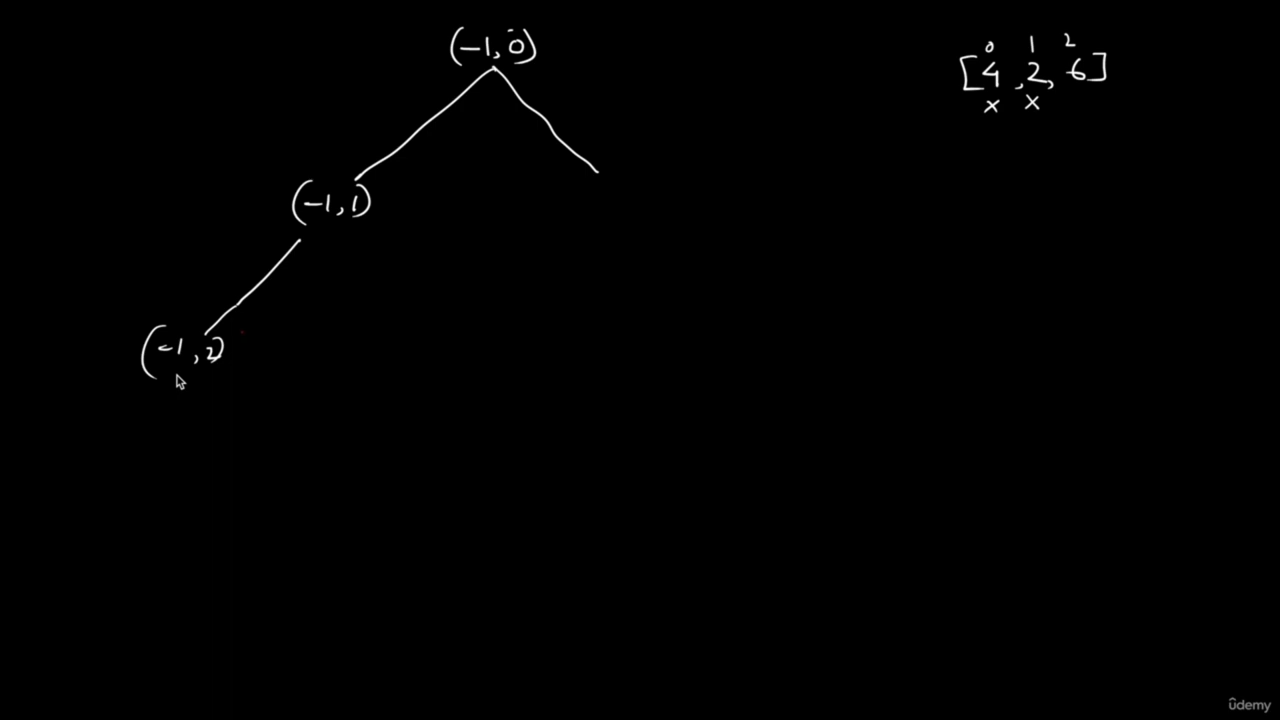 (-1, 0)
0 1 2
[4, 2, 6]
x x
(-1, 1)
(-1, 2)
ûdemy